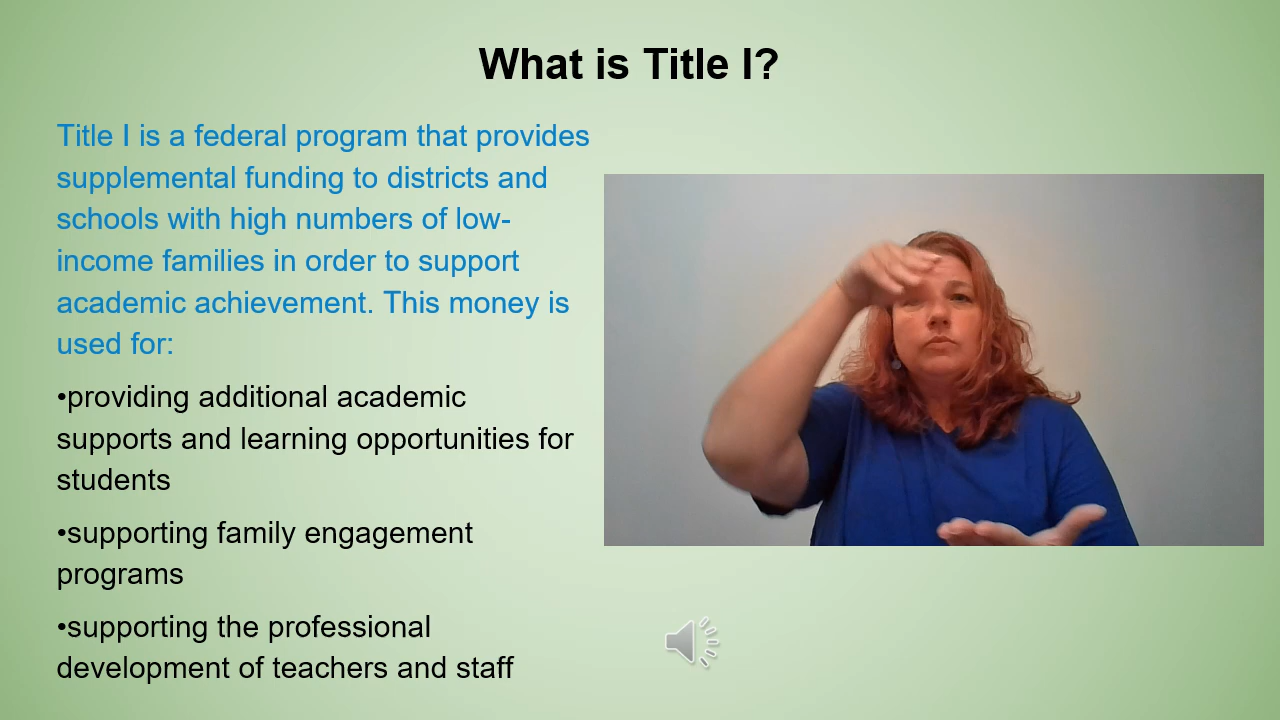 What is Title I?
Title I is a federal program that provides
supplemental funding to districts and
schools with high numbers of low-
income families in order to support
academic achievement. This money is
used for:
•providing additional academic
supports and learning opportunities for
students
•supporting family engagement
programs
•supporting the professional
development of teachers and staff